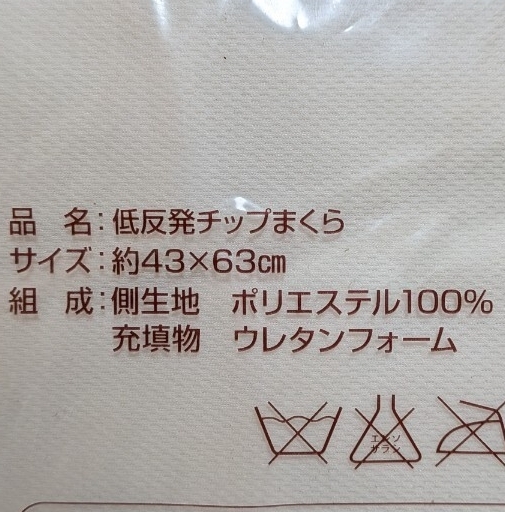 品 名：低反発チップまくら
サイズ：約43×63㎝
組 成：側生地 ポリエステル100%
充填物 ウレタンフォーム
エンソ
サラシ